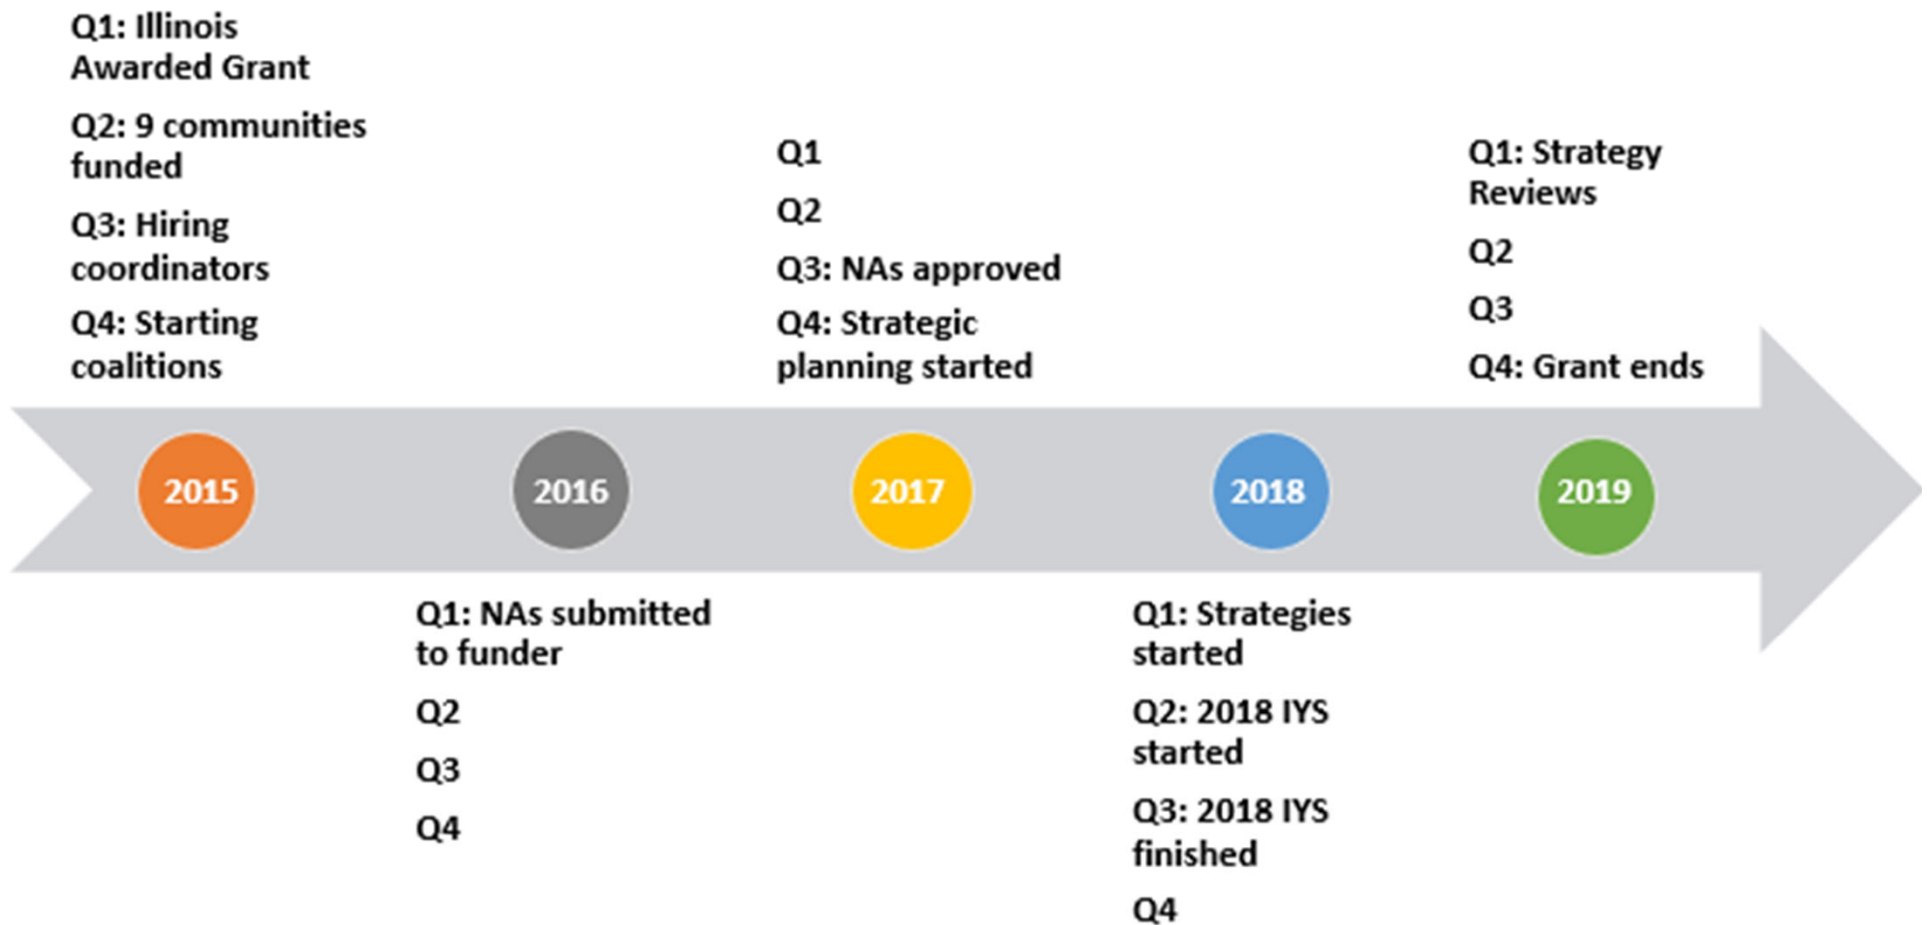 Q1: Illinois
Awarded Grant
Q2: 9 communities
funded
Q3: Hiring
coordinators
Q4: Starting
coalitions
Q1
Q2
Q3: NAs approved
Q4: Strategic
planning started
Q1: Strategy
Reviews
Q2
Q3
Q4: Grant ends
2015
2016
2017
2018
2019
Q1: NAs submitted
to funder
Q2
Q3
Q4
Q1: Strategies
started
Q2: 2018 IYS
started
Q3: 2018 IYS
finished
Q4